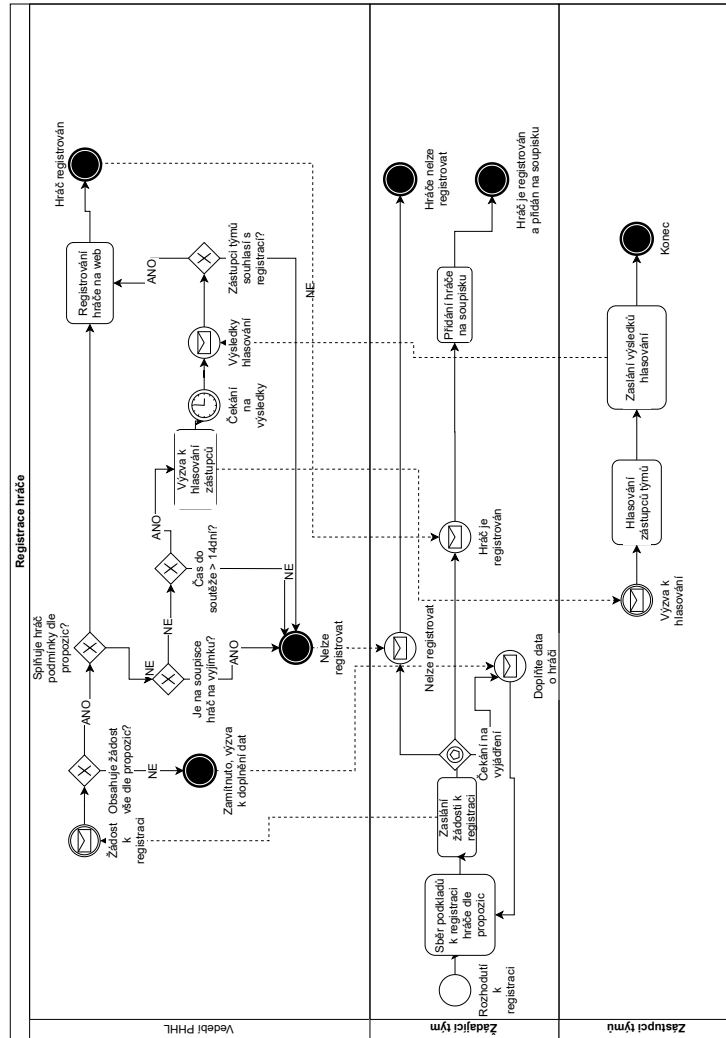 Registrace hráče
Vedebí PHHL
Žádost
k
registraci
Obsahuje žádost
vše dle propozic?
ANO
NE
Zamítnuto, výzva
k doplnění dat
Splňuje hráč
podmínky dle
propozic?
NE
Je na soupisce
hráč na vyjímku?
ANO
NE
Nelze
registrovat
Čas do
soutěže > 14dní?
ANO
NE
Výzva k
hlasování
zástupců
Čekání
na
výsledky
Výsledky
hlasování
Zástupci týmů
souhlasí s
registrací?
ANO
NE
Registrování
hráče na web
Hráč registrován
Žádající tým
Rozhodutí
k
registraci
Sběr podkladů
k registraci
hráče dle
propozic
Zaslání
žádosti k
registraci
Čekání na
vyjádření
Nelze registrovat
Doplňte data
o hráči
Hráč je
registrován
Přidání hráče
na soupisku
Hráče nelze
registrovat
Hráč je registrován
a přidán na soupisku
Zástupci týmů
Výzva k
hlasování
Hlasování
zástupců týmů
Zaslání výsledků
hlasování
Konec